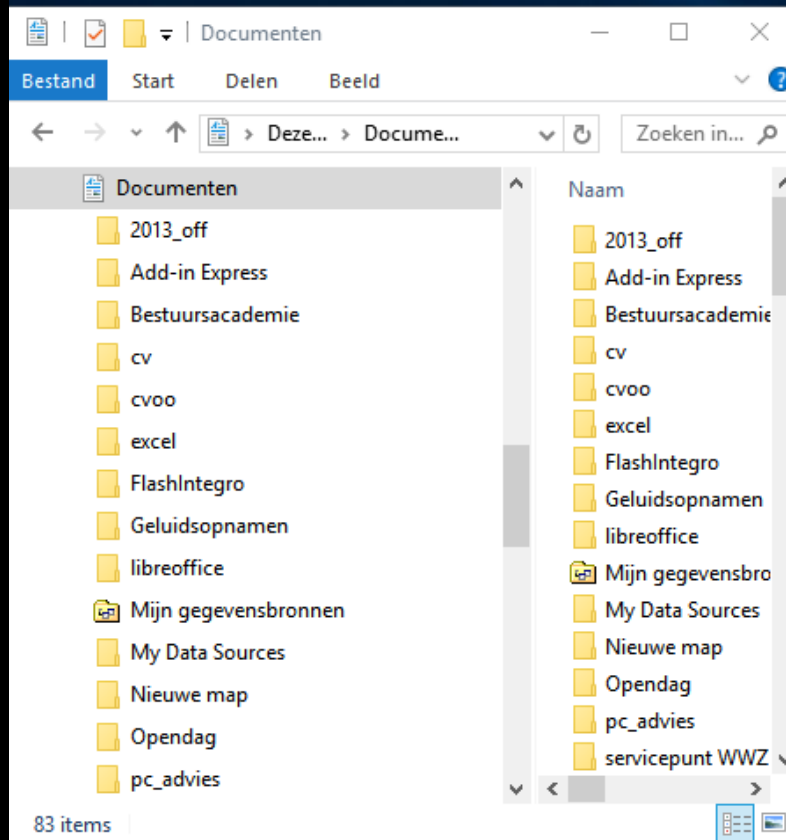 Documenten
Bestand Start Delen Beeld ?
Deze... Docume... Zoeken in...
Documenten
2013_off
Add-in Express
Bestuursacademie
cv
cvoo
excel
FlashIntegro
Geluidsopnamen
libreoffice
Mijn gegevensbronnen
My Data Sources
Nieuwe map
Opendag
pc_advies
Naam
2013_off
Add-in Express
Bestuursacademie
cv
cvoo
excel
FlashIntegro
Geluidsopnamen
libreoffice
Mijn gegevensbro
My Data Sources
Nieuwe map
Opendag
pc_advies
servicepunt WWZ
83 items